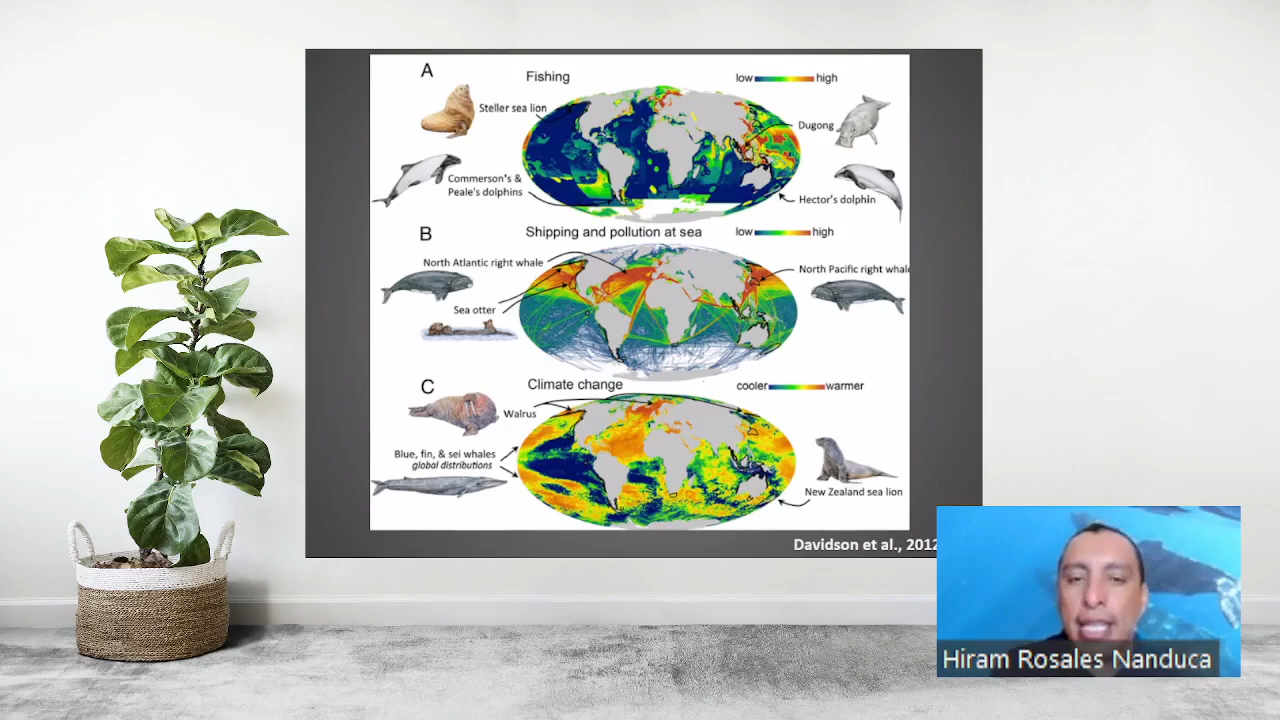 A
Fishing
low
high
Steller sea lion
Dugong
Commerson's &
Peale's dolphins
Hector's dolphin
B
Shipping and pollution at sea
low
high
North Atlantic right whale
North Pacific right whale
Sea otter
C
Climate change
cooler
warmer
Walrus
Blue, fin, & sei whales
global distributions
New Zealand sea lion
Davidson et al., 2012
Hiram Rosales Nanduca